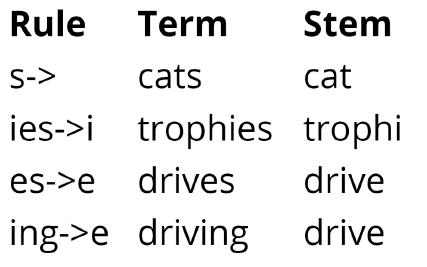 Rule Term Stem
s-> cats cat
ies->i trophies trophi
es->e drives drive
ing->e driving drive